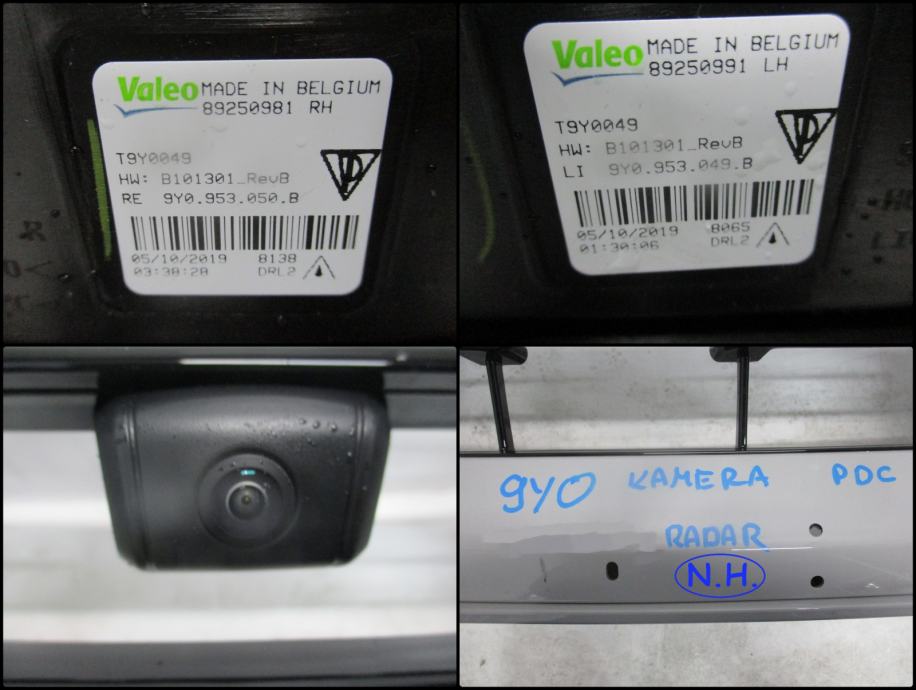 Valeo MADE IN BELGIUM
89250981 RH
T9Y0049
HW: B101301_RevB
RE 9Y0.953.050.B
05/10/2019 8138
03:38:28 DRL2
Valeo MADE IN BELGIUM
89250991 LH
T9Y0049
HW: B101301_RevB
LI 9Y0.953.049.B
05/10/2019 8065
01:30:06 DRL2
9Y0 KAMERA PDC
RADAR
N.H.